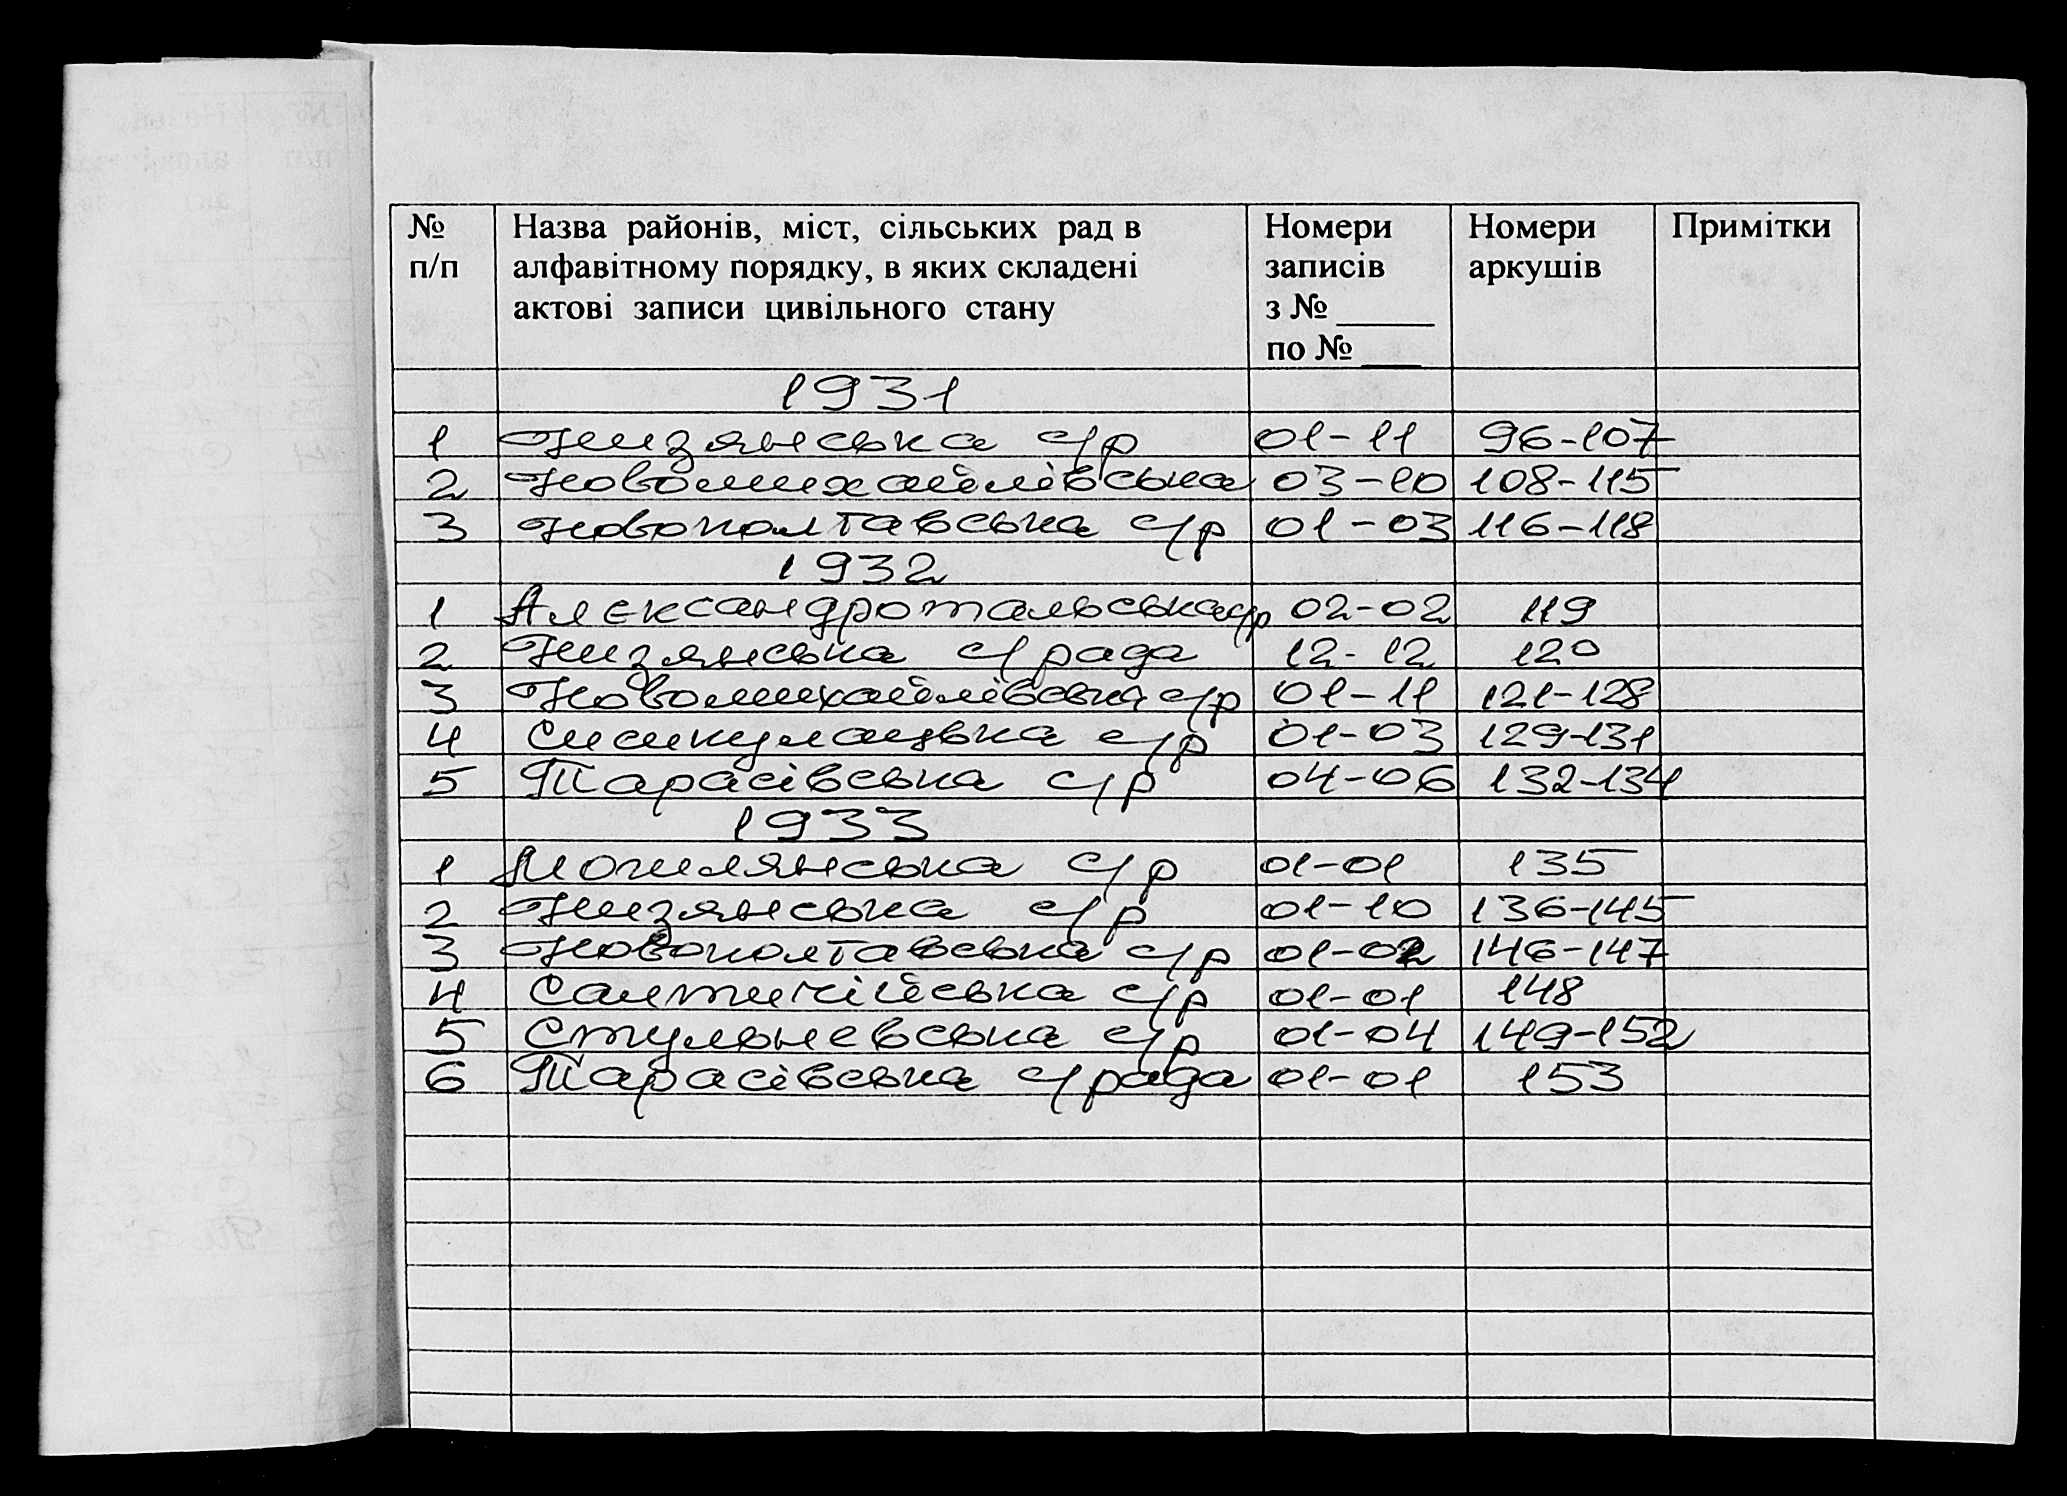 № п/п
Назва районів, міст, сільських рад в
алфавітному порядку, в яких складені
актові записи цивільного стану
Номери
записів
з № ______
по № ____
Номери
аркушів
Примітки
1931
1 Низянська с/р 01-11 96-107
2 Новомихайлівська 03-10 108-115
3 Новополтавська с/р 01-03 116-118
1932
1 Александротальська с/р 02-02 119
2 Низянська с/рада 12-12 120
3 Новомихайлівська с/р 01-11 121-128
4 с/р 01-03 129-131
5 Тарасівська с/р 04-06 132-134
1933
1 Могилянська с/р 01-01 135
2 Низянська с/р 01-10 136-145
3 Новополтавська с/р 01-02 146-147
4 Салтичійська с/р 01-01 148
5 Стульневська с/р 01-04 149-152
6 Тарасівська с/рада 01-01 153